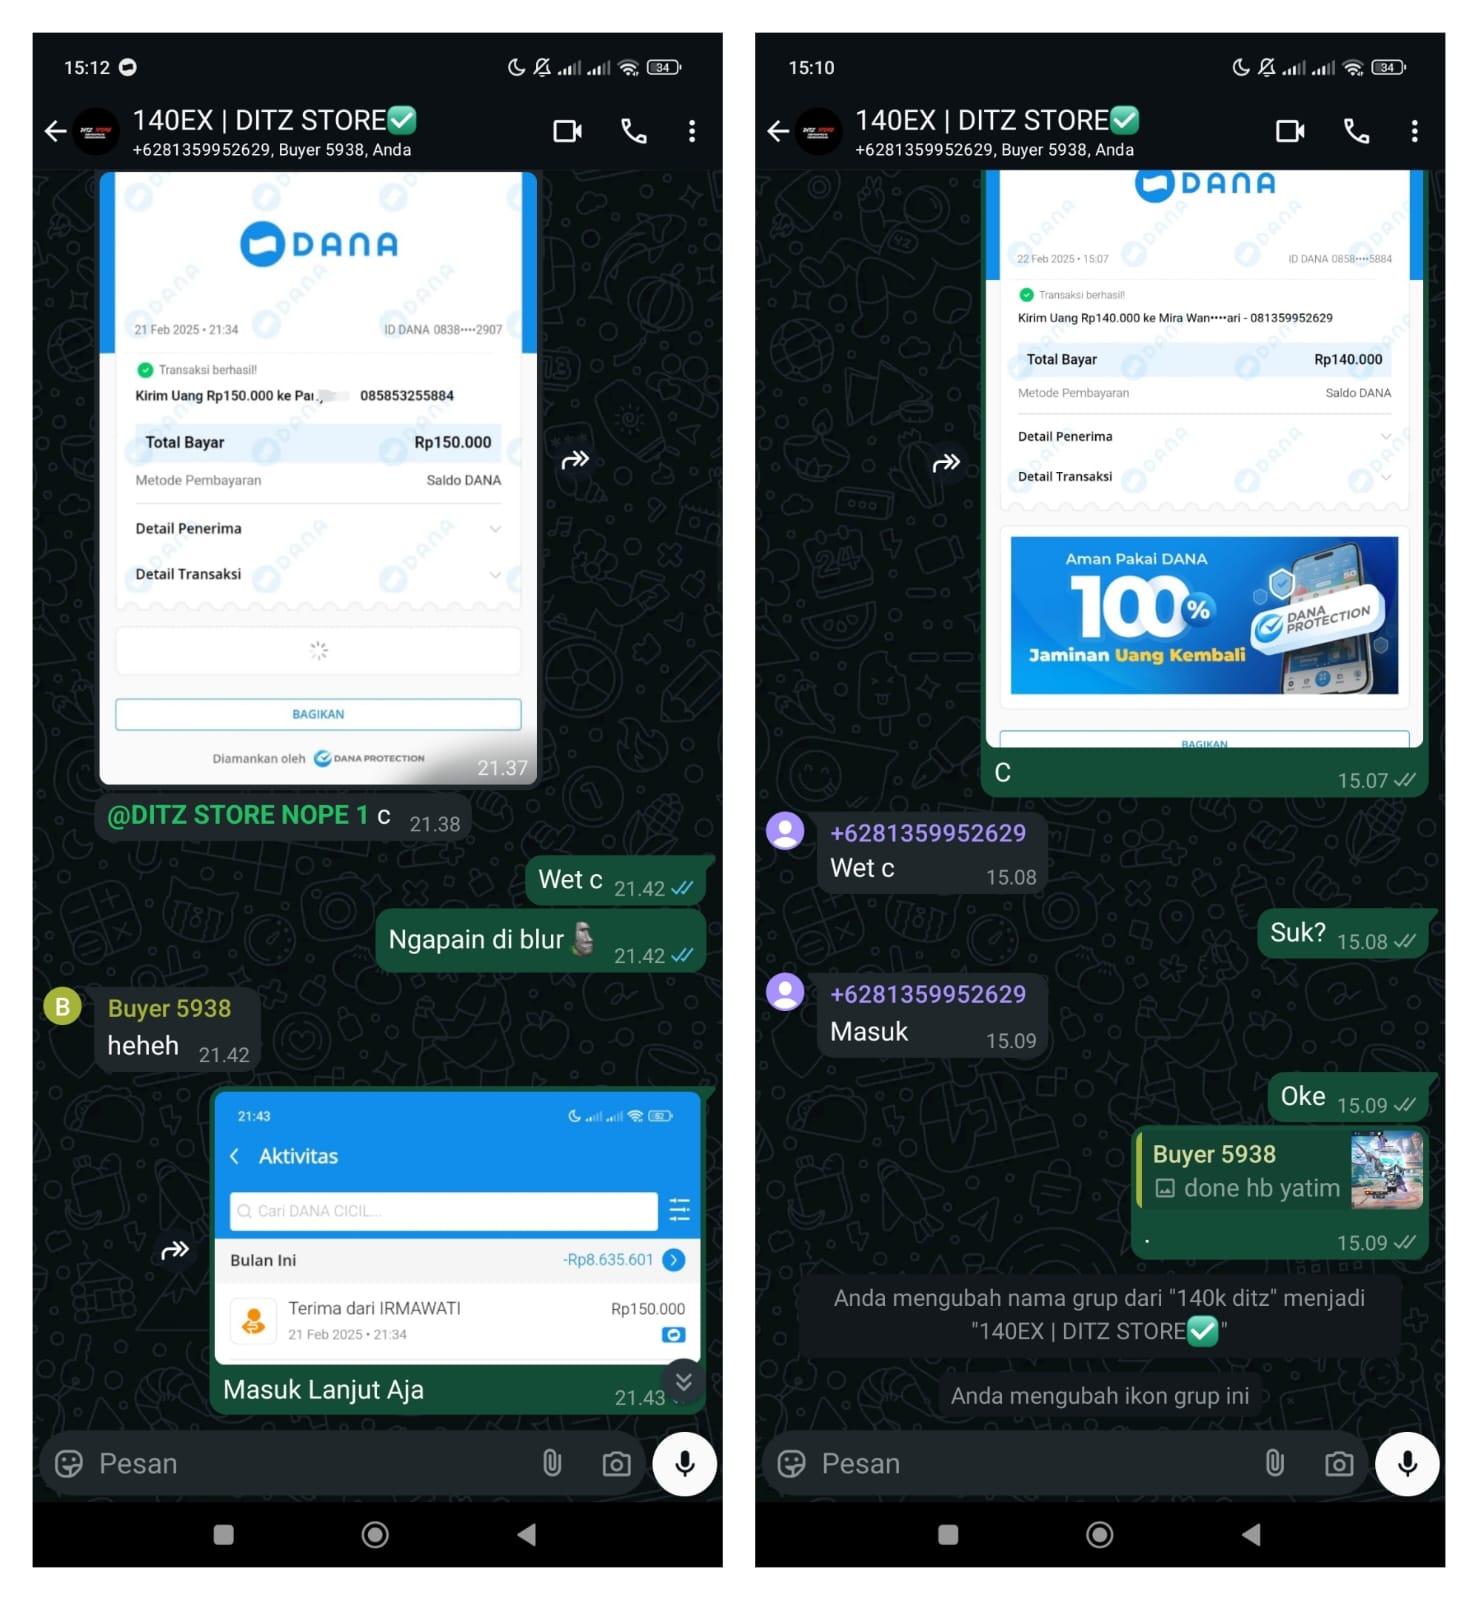 15:12
34
140EX | DITZ STORE✅
+6281359952629, Buyer 5938, Anda
DANA
21 Feb 2025 • 21:34
ID DANA 0838••••2907
Transaksi berhasil!
Kirim Uang Rp150.000 ke Par 085853255884
Total Bayar Rp150.000
Metode Pembayaran Saldo DANA
Detail Penerima
Detail Transaksi
BAGIKAN
Diamankan oleh DANA PROTECTION
21.37
@DITZ STORE NOPE 1 c 21.38
Wet c 21.42
Ngapain di blur 🗿 21.42
B
Buyer 5938
heheh 21.42
21:43
Aktivitas
Cari DANA CICIL...
Bulan Ini -Rp8.635.601
Terima dari IRMAWATI Rp150.000
21 Feb 2025 • 21:34
Masuk Lanjut Aja 21.43
Pesan
15:10
34
140EX | DITZ STORE✅
+6281359952629, Buyer 5938, Anda
DANA
22 Feb 2025 • 15:07
ID DANA 0858••••5884
Transaksi berhasil!
Kirim Uang Rp140.000 ke Mira Wan••••ari - 081359952629
Total Bayar Rp140.000
Metode Pembayaran Saldo DANA
Detail Penerima
Detail Transaksi
Aman Pakai DANA
100%
Jaminan Uang Kembali
DANA PROTECTION
BAGIKAN
C 15.07
+6281359952629
Wet c 15.08
Suk? 15.08
+6281359952629
Masuk 15.09
Oke 15.09
Buyer 5938
done hb yatim
. 15.09
Anda mengubah nama grup dari "140k ditz" menjadi
"140EX | DITZ STORE✅"
Anda mengubah ikon grup ini
Pesan